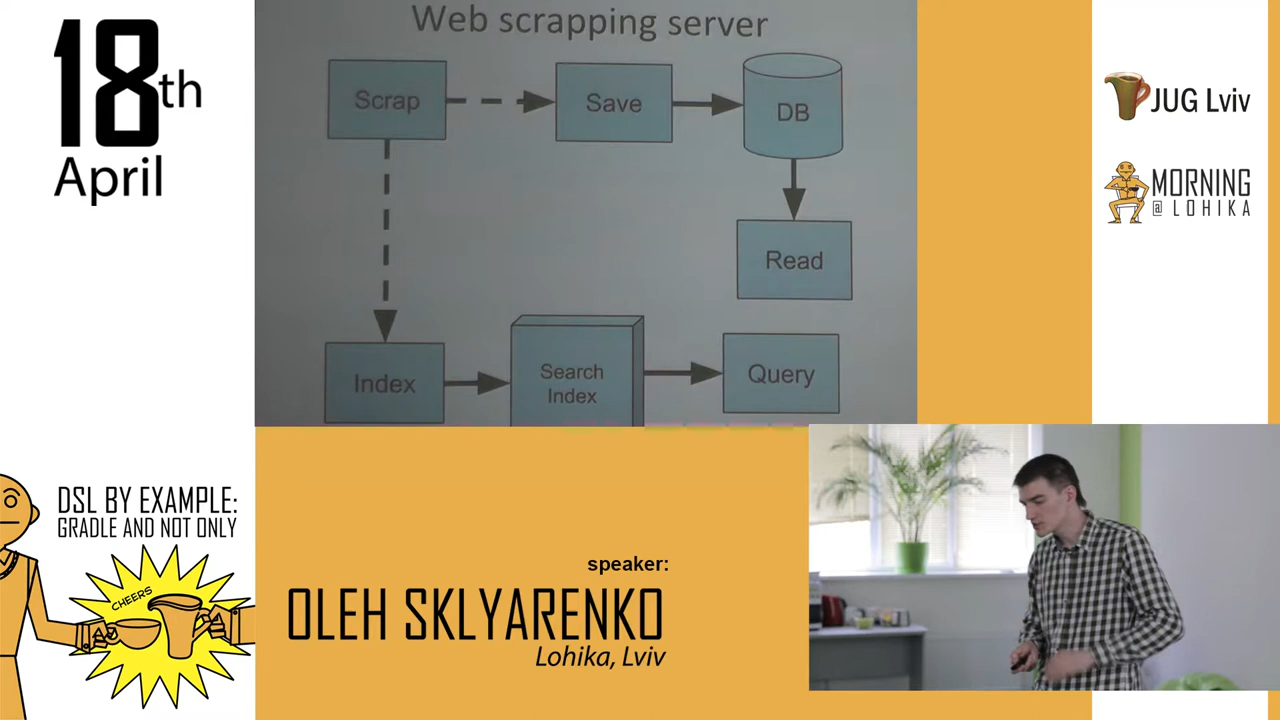 18th
April
Web scrapping server
Scrap
Save
DB
Read
Index
Search
Index
Query
JUG Lviv
MORNING
@ LOHIKA
DSL BY EXAMPLE:
GRADLE AND NOT ONLY
CHEERS
speaker:
OLEH SKLYARENKO
Lohika, Lviv